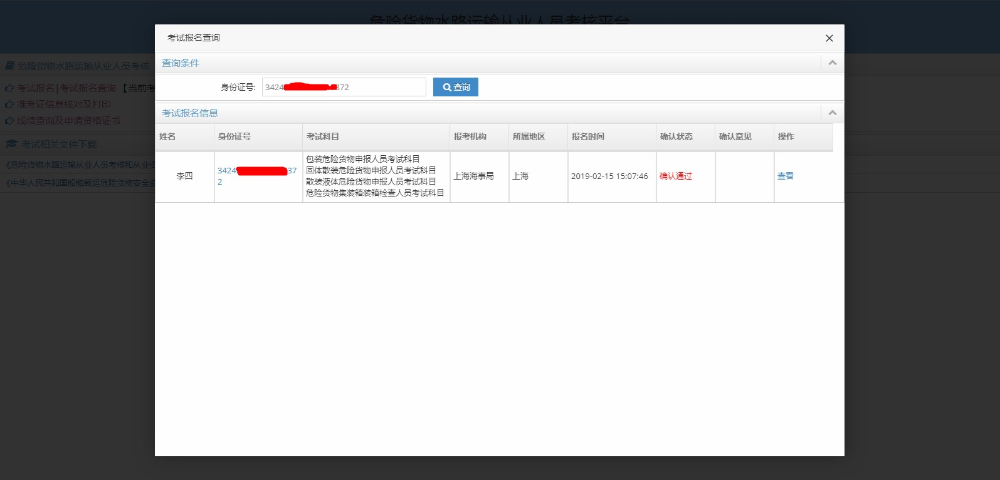 危险货物水路运输从业人员考核平台
考试报名查询
查询条件
身份证号: 3424 372 查询
考试报名信息
姓名 身份证号 考试科目 报考机构 所属地区 报名时间 确认状态 确认意见 操作
李四 3424 37
2
包装危险货物申报人员考试科目
固体散装危险货物申报人员考试科目
散装液体危险货物申报人员考试科目
危险货物集装箱装箱检查人员考试科目
上海海事局 上海 2019-02-15 15:07:46 确认通过 查看
危险货物水路运输从业人员考核
考试报名|考试报名查询 【当前考
准考证信息核对及打印
成绩查询及申请资格证书
考试相关文件下载
《危险货物水路运输从业人员考核和从业资
《中华人民共和国船舶载运危险货物安全监